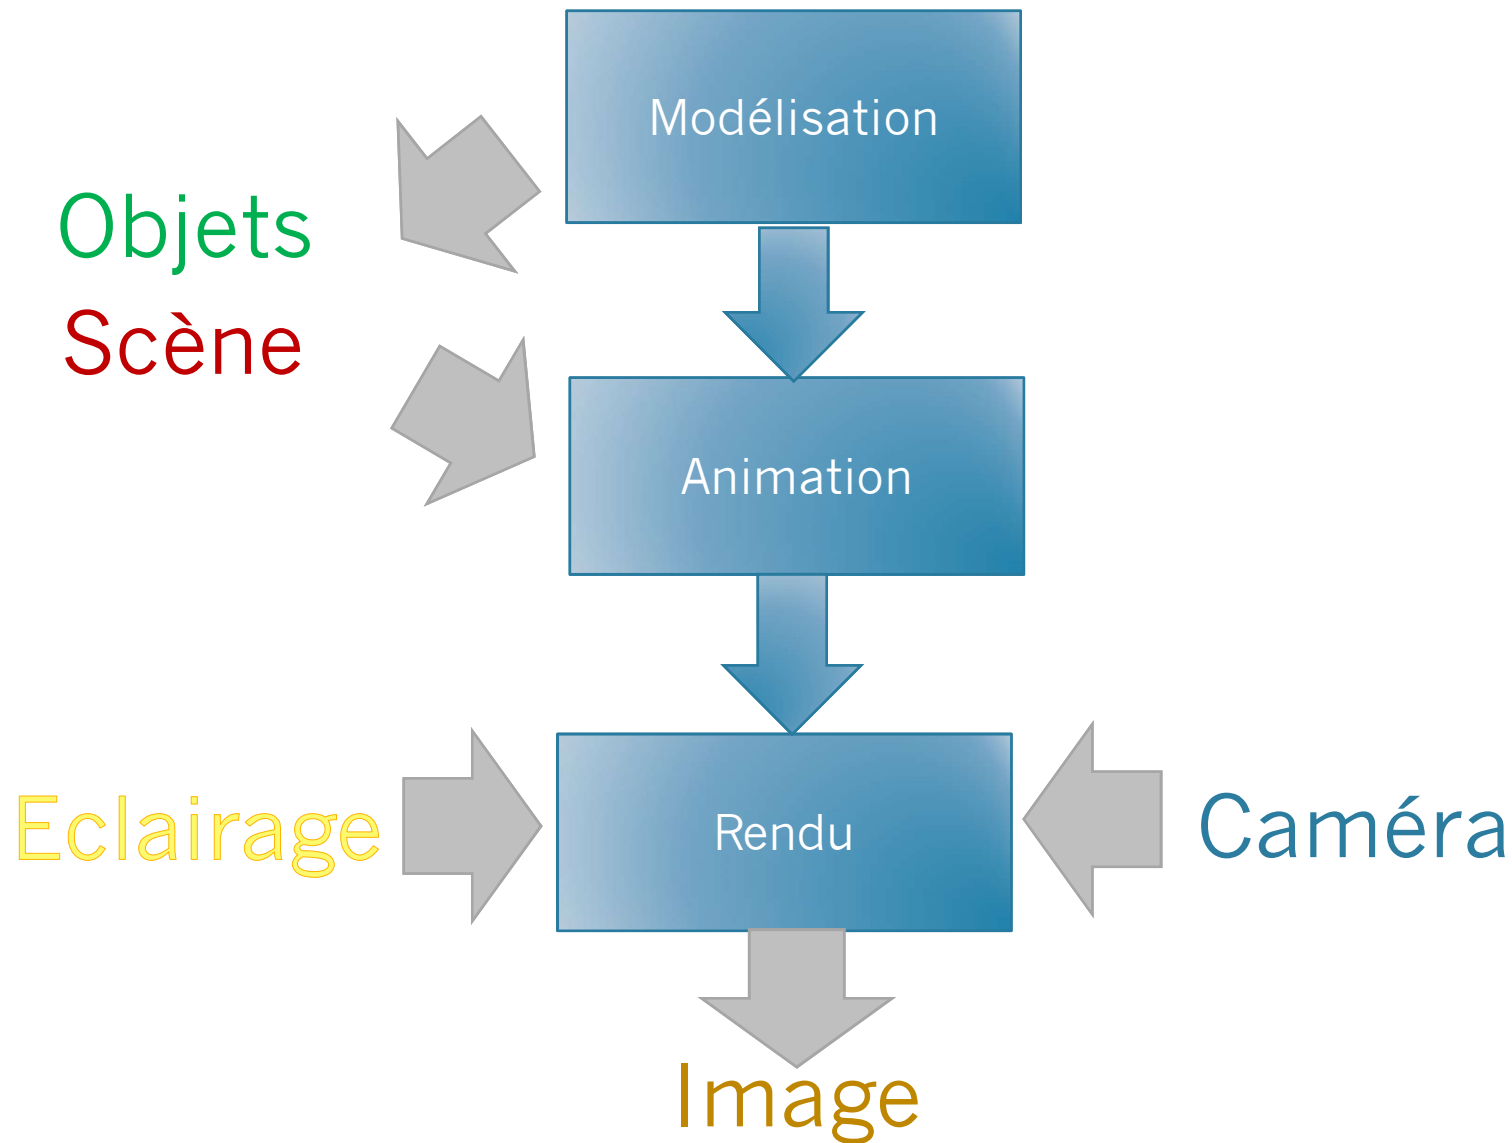 Modélisation
Objets
Scène
Animation
Eclairage
Rendu
Caméra
Image